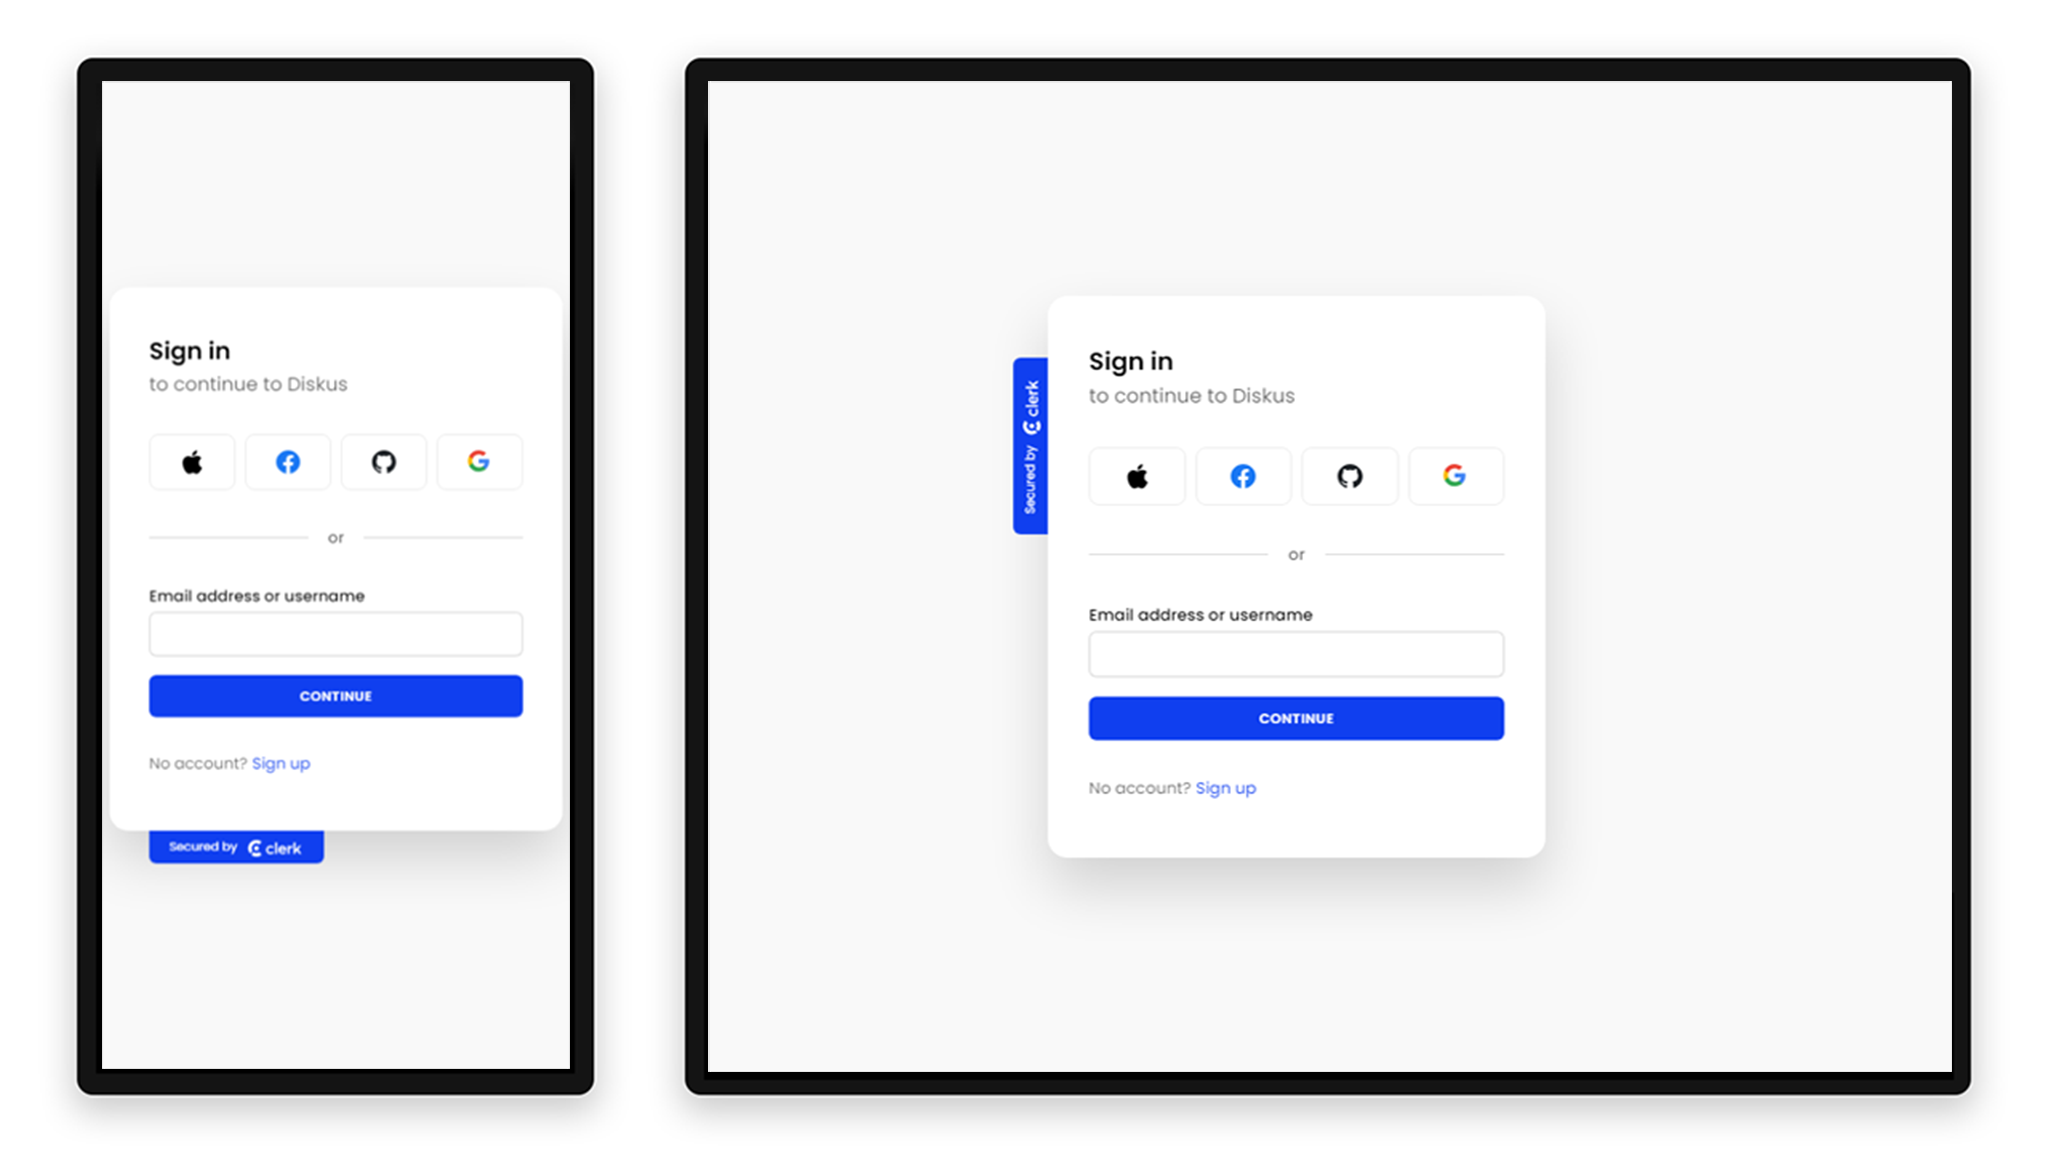 Sign in
to continue to Diskus
or
Email address or username
CONTINUE
No account? Sign up
Secured by clerk
Secured by clerk
Sign in
to continue to Diskus
or
Email address or username
CONTINUE
No account? Sign up